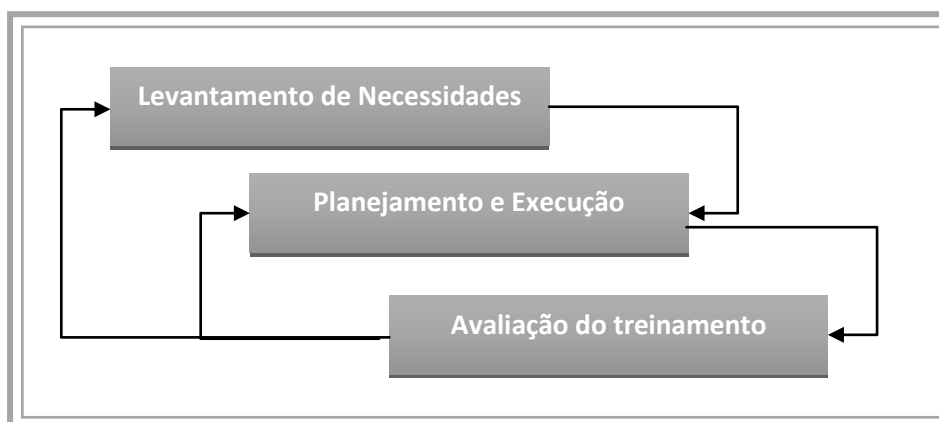 Levantamento de Necessidades
Planejamento e Execução
Avaliação do treinamento